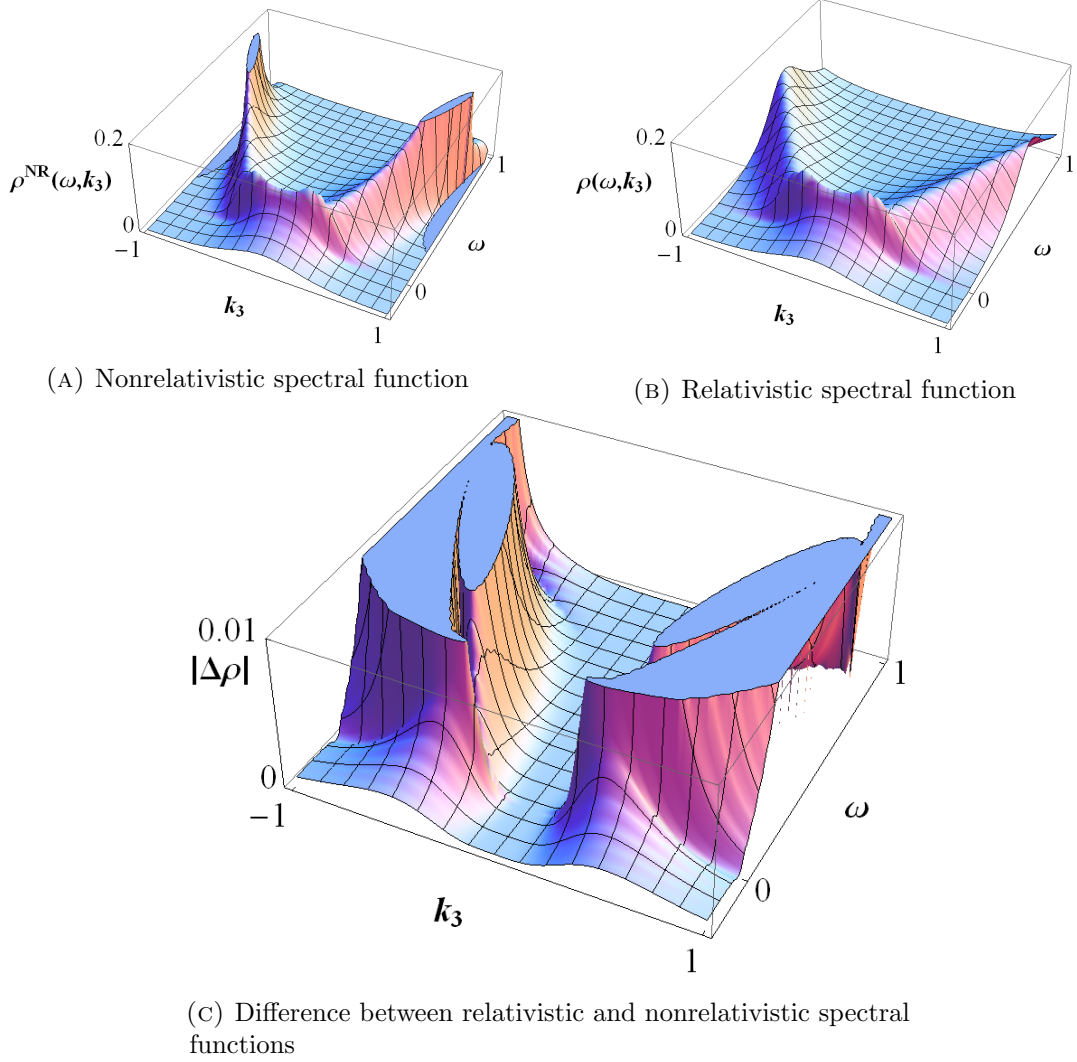 0.2
ρ^NR(ω,k₃)
0
−1
k₃
1
0
ω
1
0.2
ρ(ω,k₃)
0
−1
k₃
1
0
ω
1
(A) Nonrelativistic spectral function
(B) Relativistic spectral function
0.01
|Δρ|
0
−1
k₃
1
0
ω
1
(C) Difference between relativistic and nonrelativistic spectral
functions